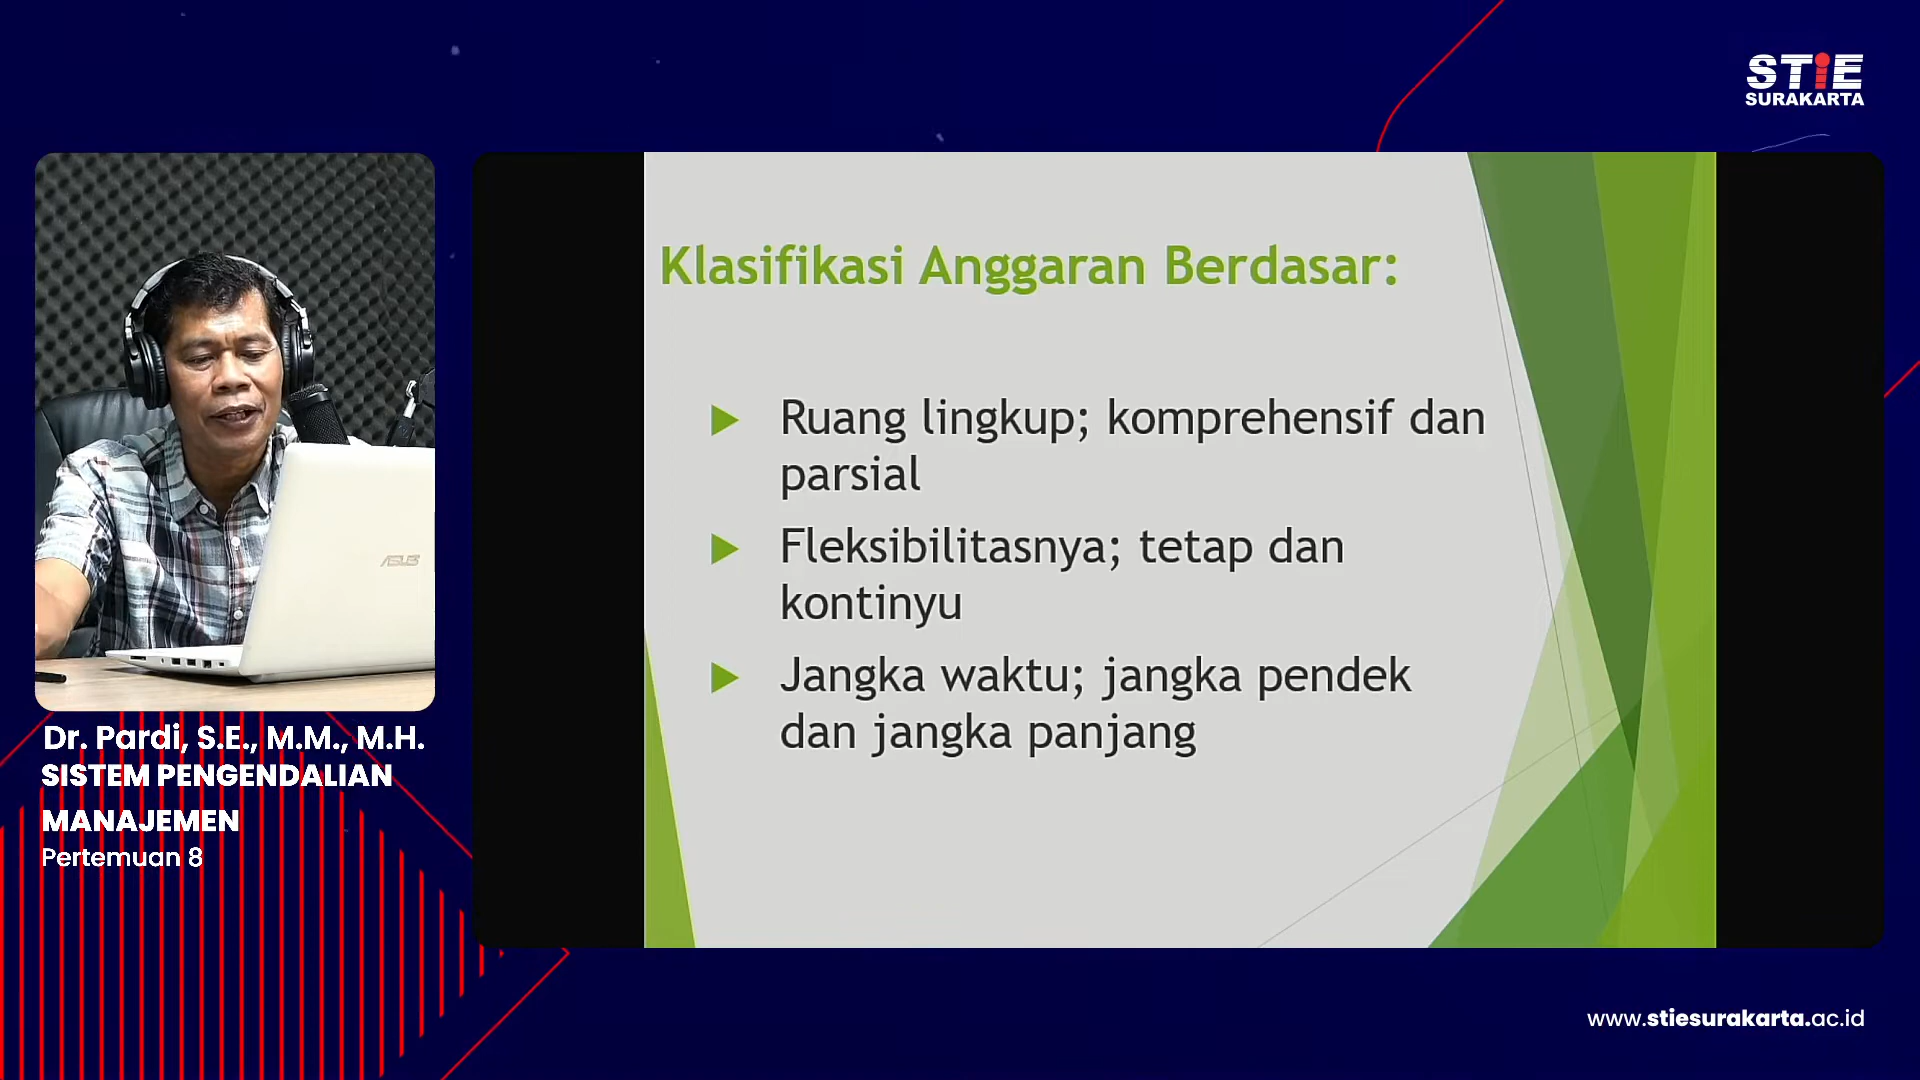 STiE
SURAKARTA
Klasifikasi Anggaran Berdasar:
Ruang lingkup; komprehensif dan
parsial
Fleksibilitasnya; tetap dan
kontinyu
Jangka waktu; jangka pendek
dan jangka panjang
ASUS
Dr. Pardi, S.E., M.M., M.H.
SISTEM PENGENDALIAN
MANAJEMEN
Pertemuan 8
www.stiesurakarta.ac.id